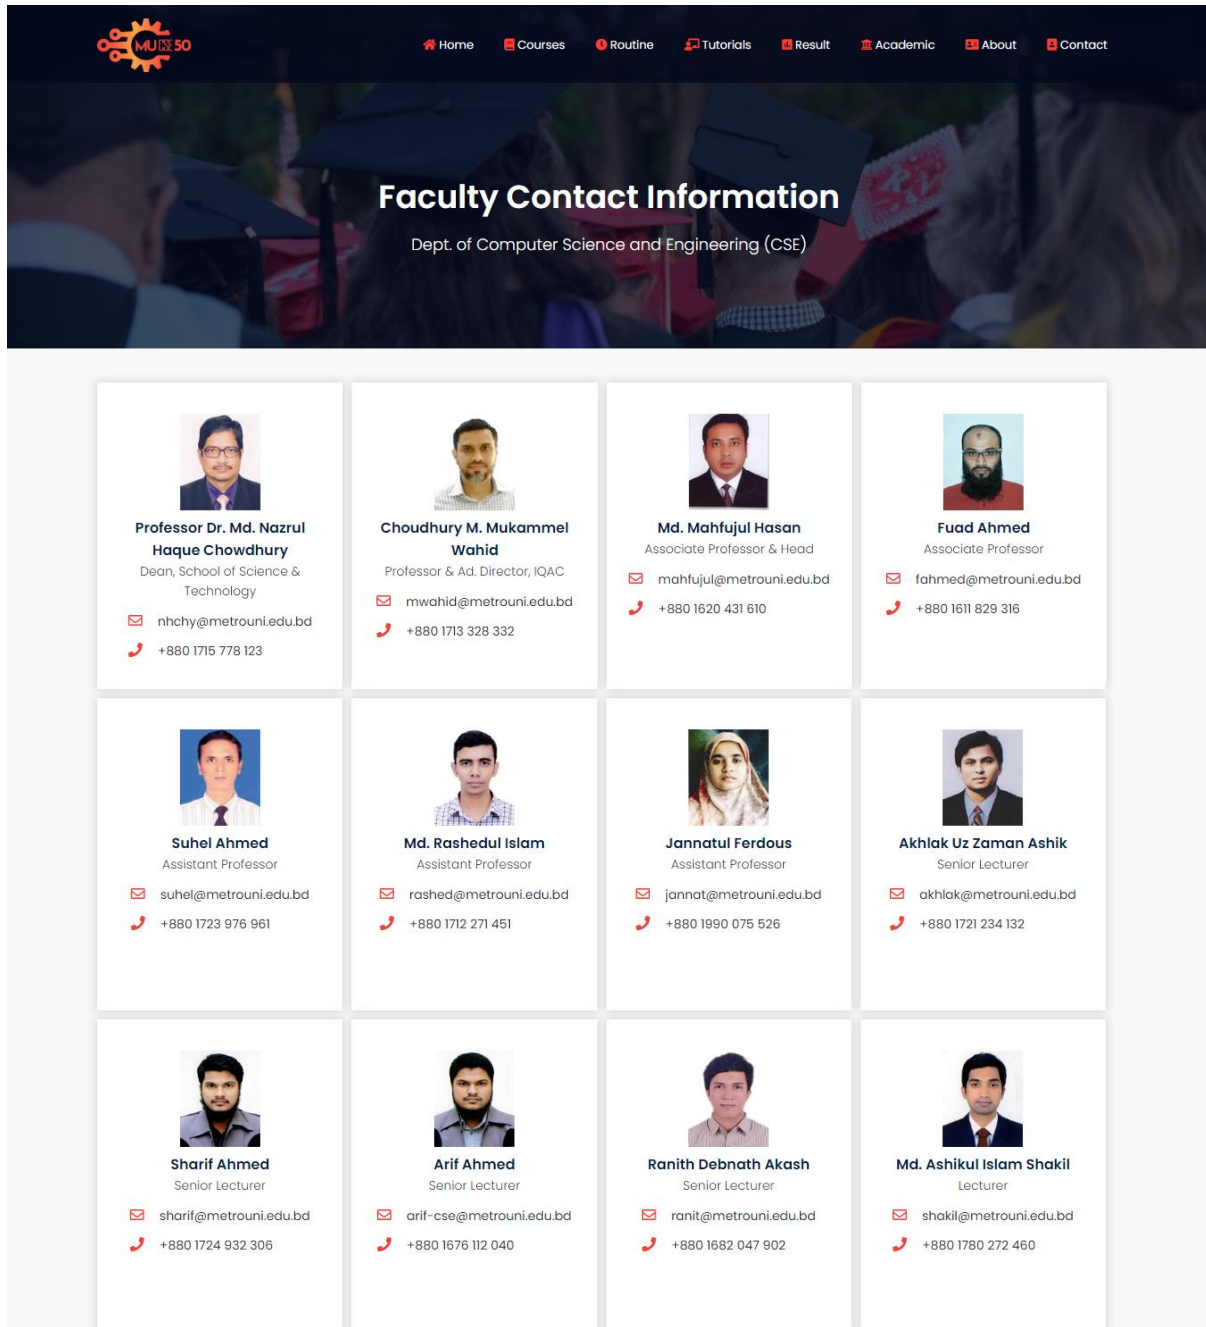 MU CSE 50
Home Courses Routine Tutorials Result Academic About Contact
Faculty Contact Information
Dept. of Computer Science and Engineering (CSE)
Professor Dr. Md. Nazrul
Haque Chowdhury
Dean, School of Science &
Technology
nhchy@metrouni.edu.bd
+880 1715 778 123
Choudhury M. Mukammel
Wahid
Professor & Ad. Director, IQAC
mwahid@metrouni.edu.bd
+880 1713 328 332
Md. Mahfujul Hasan
Associate Professor & Head
mahfujul@metrouni.edu.bd
+880 1620 431 610
Fuad Ahmed
Associate Professor
fahmed@metrouni.edu.bd
+880 1611 829 316
Suhel Ahmed
Assistant Professor
suhel@metrouni.edu.bd
+880 1723 976 961
Md. Rashedul Islam
Assistant Professor
rashed@metrouni.edu.bd
+880 1712 271 451
Jannatul Ferdous
Assistant Professor
jannat@metrouni.edu.bd
+880 1990 075 526
Akhlak Uz Zaman Ashik
Senior Lecturer
akhlak@metrouni.edu.bd
+880 1721 234 132
Sharif Ahmed
Senior Lecturer
sharif@metrouni.edu.bd
+880 1724 932 306
Arif Ahmed
Senior Lecturer
arif-cse@metrouni.edu.bd
+880 1676 112 040
Ranith Debnath Akash
Senior Lecturer
ranit@metrouni.edu.bd
+880 1682 047 902
Md. Ashikul Islam Shakil
Lecturer
shakil@metrouni.edu.bd
+880 1780 272 460